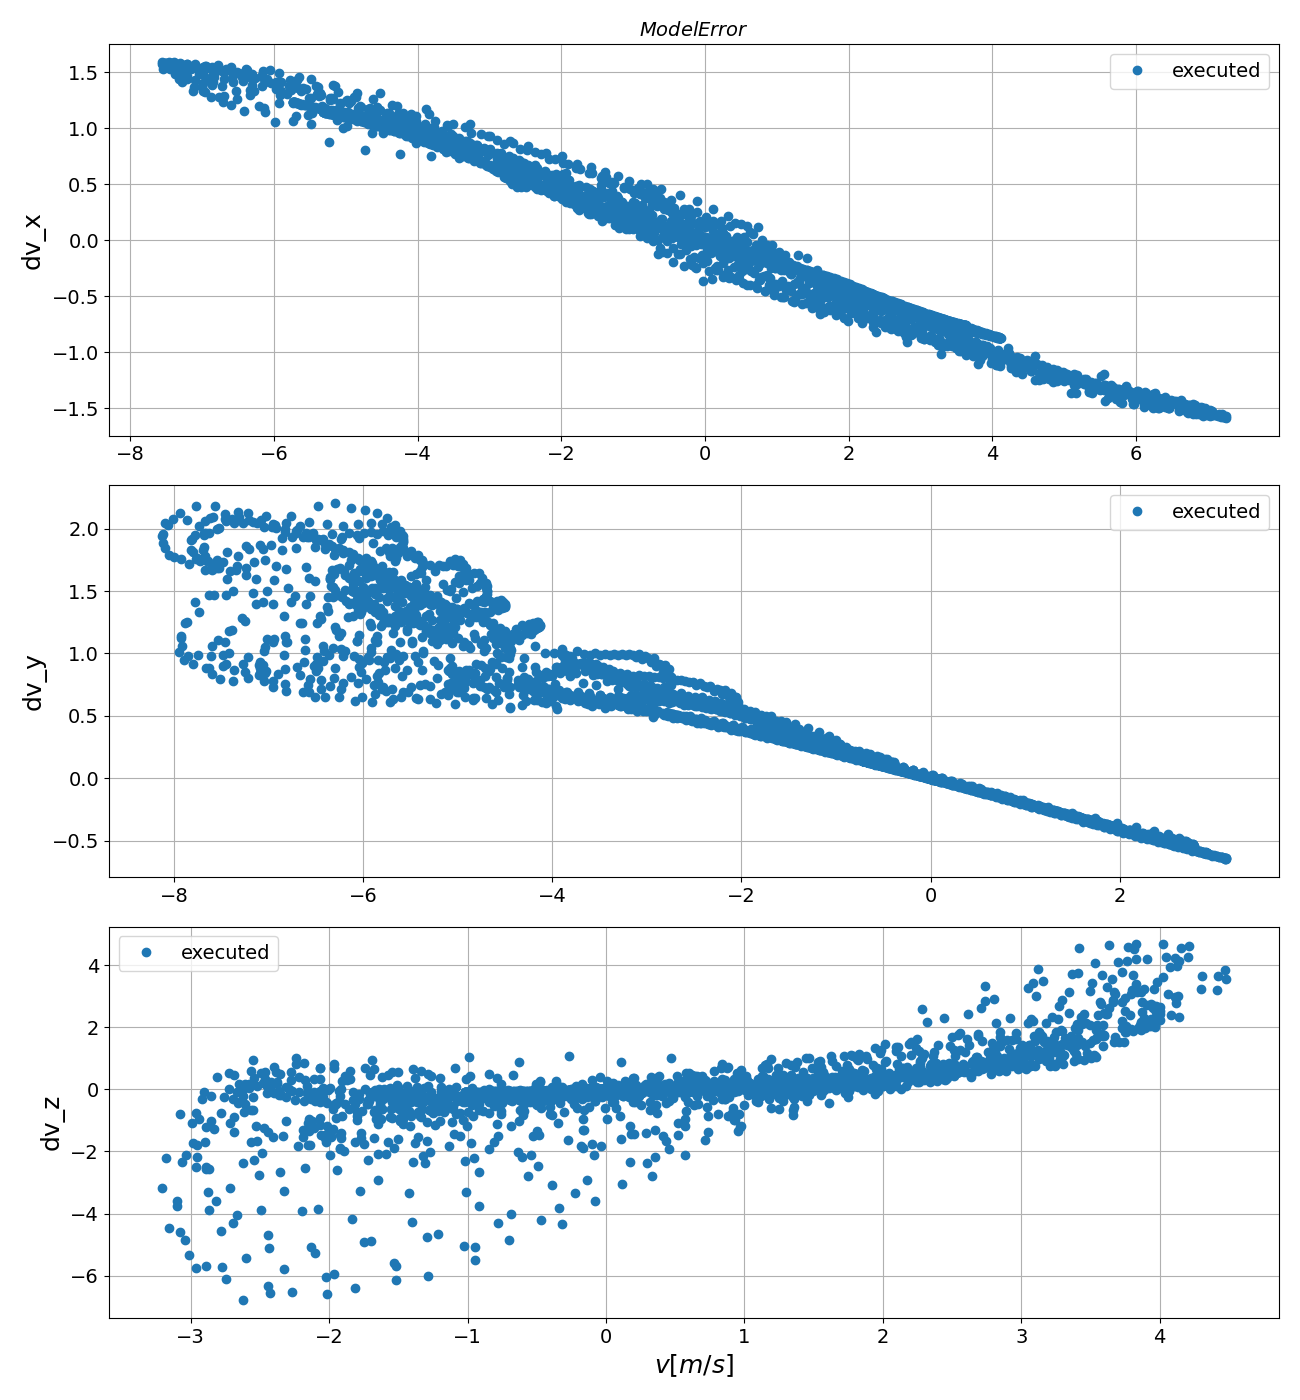 ModelError
executed
dv_x
1.5
1.0
0.5
0.0
−0.5
−1.0
−1.5
−8 −6 −4 −2 0 2 4 6
executed
dv_y
2.0
1.5
1.0
0.5
0.0
−0.5
−8 −6 −4 −2 0 2
executed
dv_z
4
2
0
−2
−4
−6
−3 −2 −1 0 1 2 3 4
v[m/s]